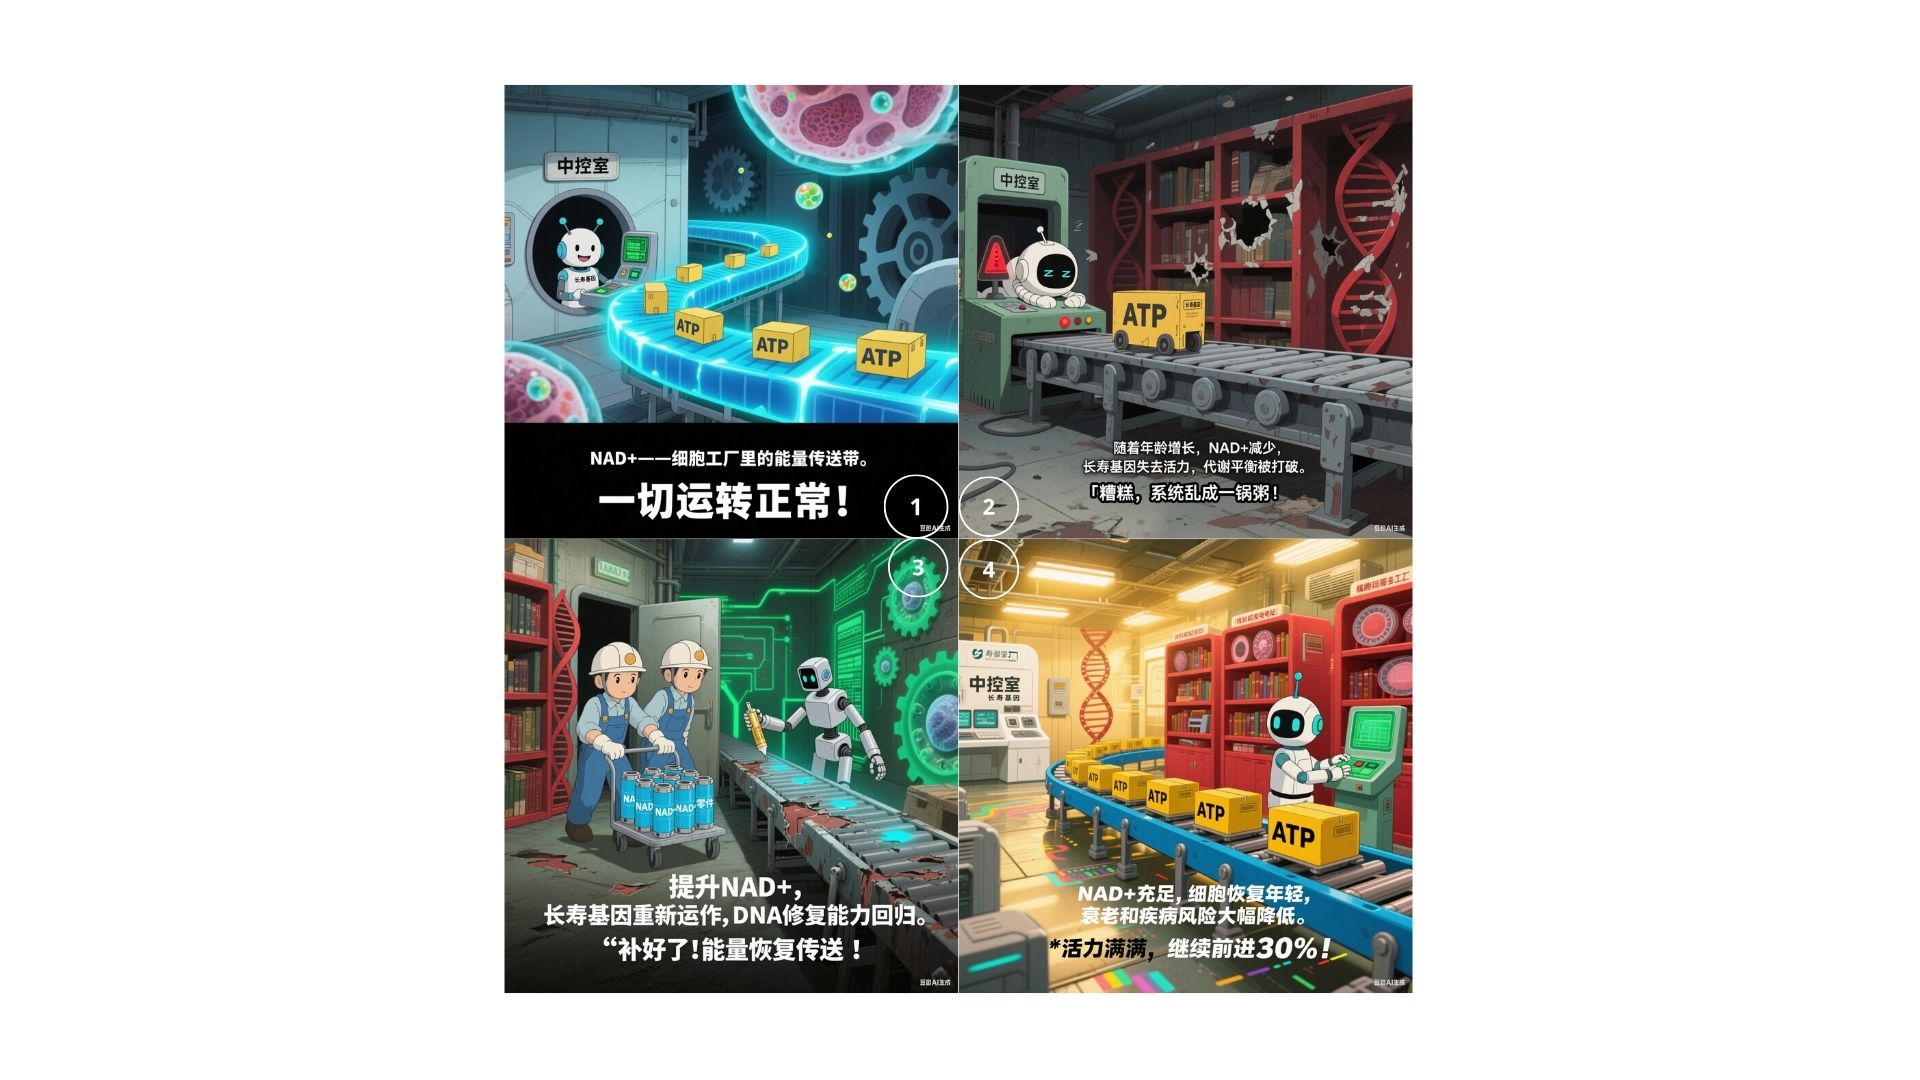 中控室
长寿基因
ATP
ATP
ATP
NAD+——细胞工厂里的能量传送带。
一切运转正常！
1
豆包AI生成
中控室
z
Z Z
ATP
长寿基因
随着年龄增长，NAD+减少，
长寿基因失去活力，代谢平衡被打破。
「糟糕，系统乱成一锅粥！
2
豆包AI生成
3
NA
NAD
NAD
NAD
零件
提升NAD+，
长寿基因重新运作，DNA修复能力回归。
“补好了！能量恢复传送！
豆包AI生成
4
中控室
长寿基因
ATP
ATP
ATP
ATP
ATP
NAD+充足，细胞恢复年轻，
衰老和疾病风险大幅降低。
*活力满满，继续前进30%！
豆包AI生成